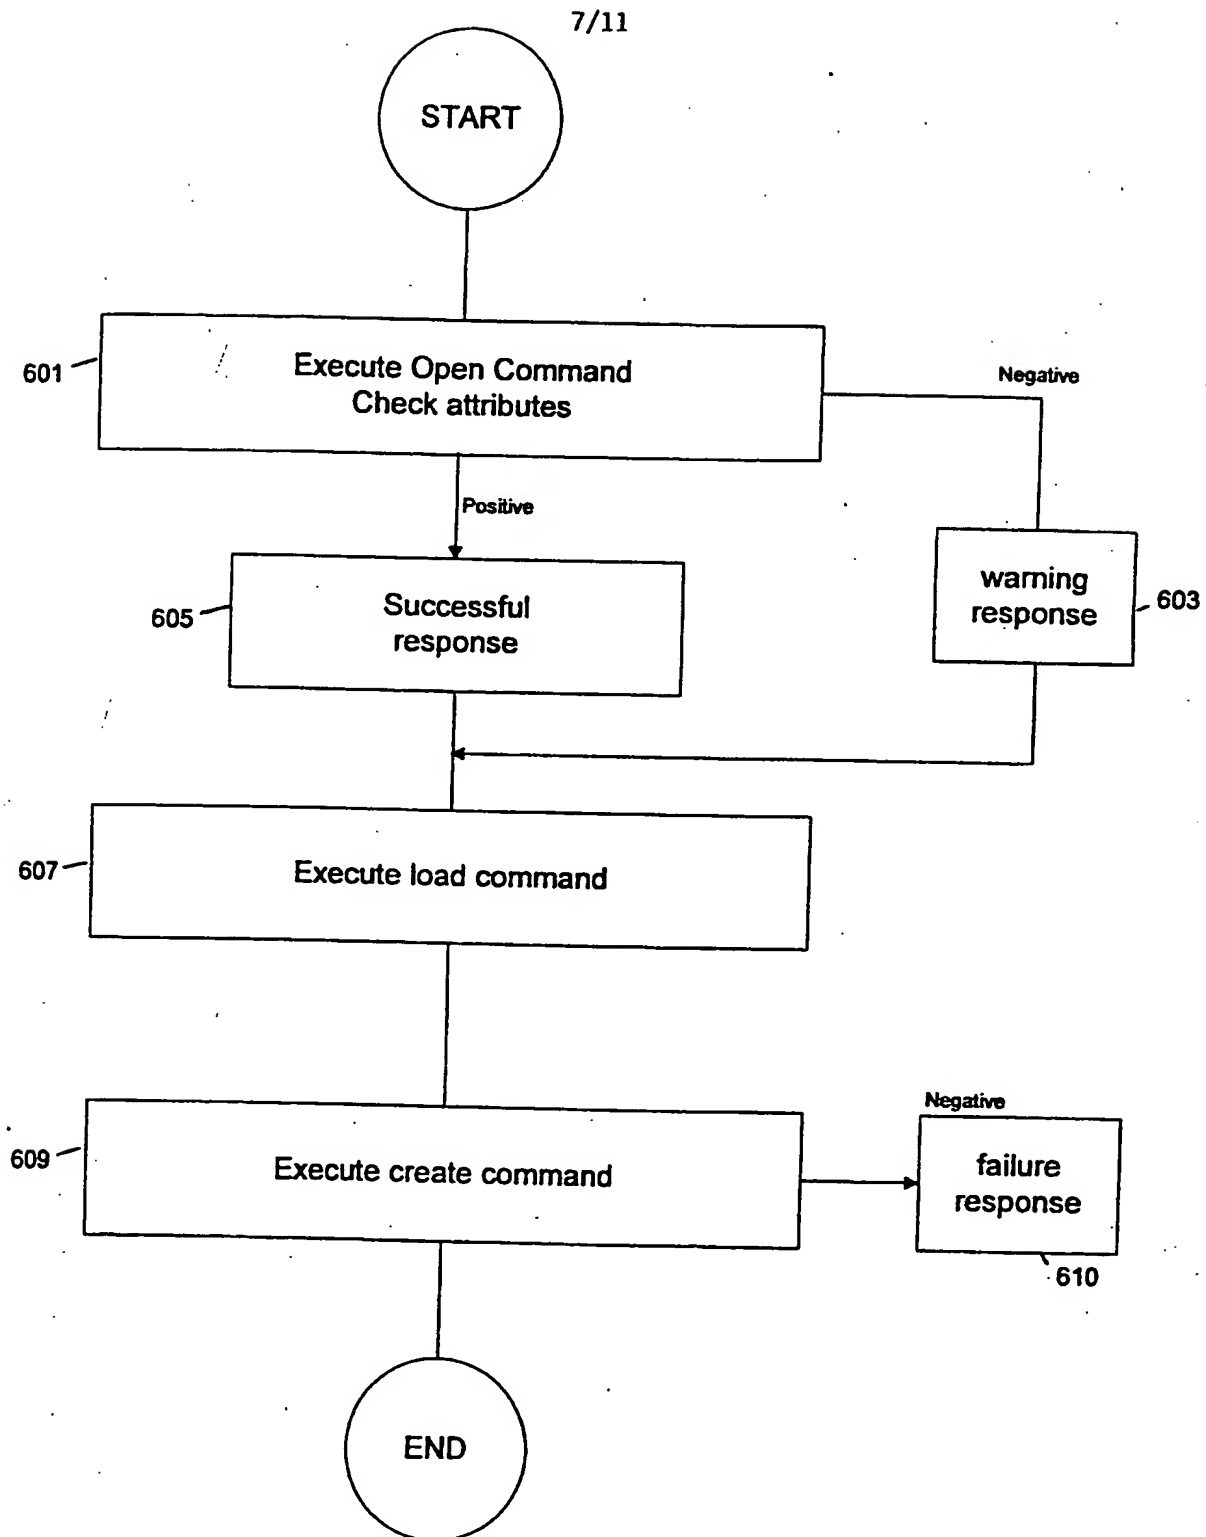 7/11
START
601
Execute Open Command
Check attributes
Negative
Positive
605
Successful
response
warning
response
603
607
Execute load command
609
Execute create command
Negative
failure
response
610
END